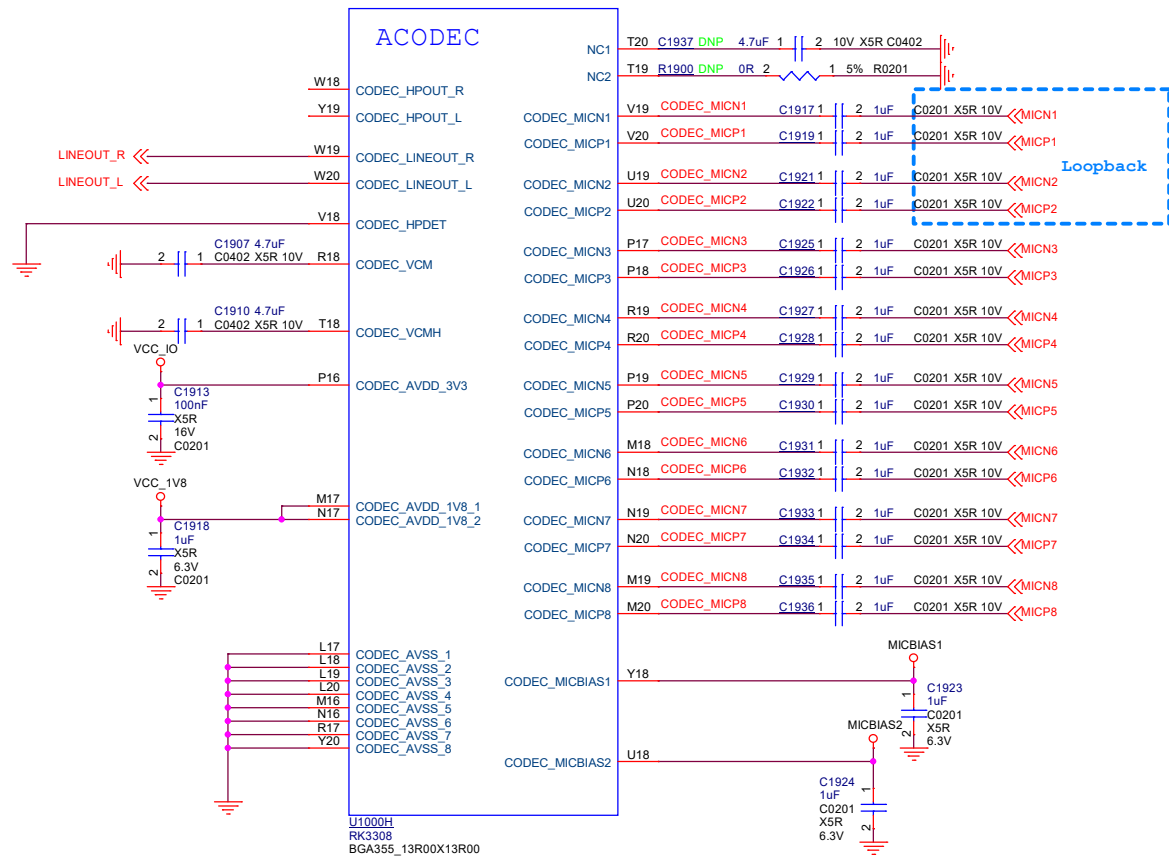 ACODEC
T20 C1937 DNP 4.7uF 1 2 10V X5R C0402
NC1
T19 R1900 DNP 0R 2 1 5% R0201
NC2
W18
CODEC_HPOUT_R
Y19
CODEC_HPOUT_L
LINEOUT_R W19
CODEC_LINEOUT_R
LINEOUT_L W20
CODEC_LINEOUT_L
V18
CODEC_HPDET
C1907 4.7uF
2 1 C0402 X5R 10V R18
CODEC_VCM
C1910 4.7uF
2 1 C0402 X5R 10V T18
CODEC_VCMH
VCC_IO
P16
CODEC_AVDD_3V3
1 C1913
100nF
X5R
16V
2 C0201
VCC_1V8
M17
CODEC_AVDD_1V8_1
N17
CODEC_AVDD_1V8_2
1 C1918
1uF
X5R
6.3V
2 C0201
L17
CODEC_AVSS_1
L18
CODEC_AVSS_2
L19
CODEC_AVSS_3
L20
CODEC_AVSS_4
M16
CODEC_AVSS_5
N16
CODEC_AVSS_6
R17
CODEC_AVSS_7
Y20
CODEC_AVSS_8
CODEC_MICN1 V19 CODEC_MICN1 C1917 1 2 1uF C0201 X5R 10V MICN1
CODEC_MICP1 V20 CODEC_MICP1 C1919 1 2 1uF C0201 X5R 10V MICP1
Loopback
CODEC_MICN2 U19 CODEC_MICN2 C1921 1 2 1uF C0201 X5R 10V MICN2
CODEC_MICP2 U20 CODEC_MICP2 C1922 1 2 1uF C0201 X5R 10V MICP2
CODEC_MICN3 P17 CODEC_MICN3 C1925 1 2 1uF C0201 X5R 10V MICN3
CODEC_MICP3 P18 CODEC_MICP3 C1926 1 2 1uF C0201 X5R 10V MICP3
CODEC_MICN4 R19 CODEC_MICN4 C1927 1 2 1uF C0201 X5R 10V MICN4
CODEC_MICP4 R20 CODEC_MICP4 C1928 1 2 1uF C0201 X5R 10V MICP4
CODEC_MICN5 P19 CODEC_MICN5 C1929 1 2 1uF C0201 X5R 10V MICN5
CODEC_MICP5 P20 CODEC_MICP5 C1930 1 2 1uF C0201 X5R 10V MICP5
CODEC_MICN6 M18 CODEC_MICN6 C1931 1 2 1uF C0201 X5R 10V MICN6
CODEC_MICP6 N18 CODEC_MICP6 C1932 1 2 1uF C0201 X5R 10V MICP6
CODEC_MICN7 N19 CODEC_MICN7 C1933 1 2 1uF C0201 X5R 10V MICN7
CODEC_MICP7 N20 CODEC_MICP7 C1934 1 2 1uF C0201 X5R 10V MICP7
CODEC_MICN8 M19 CODEC_MICN8 C1935 1 2 1uF C0201 X5R 10V MICN8
CODEC_MICP8 M20 CODEC_MICP8 C1936 1 2 1uF C0201 X5R 10V MICP8
MICBIAS1
CODEC_MICBIAS1 Y18
1 C1923
1uF
C0201
X5R
2 6.3V
MICBIAS2
CODEC_MICBIAS2 U18
C1924 1
1uF
C0201
X5R
6.3V 2
U1000H
RK3308
BGA355_13R00X13R00